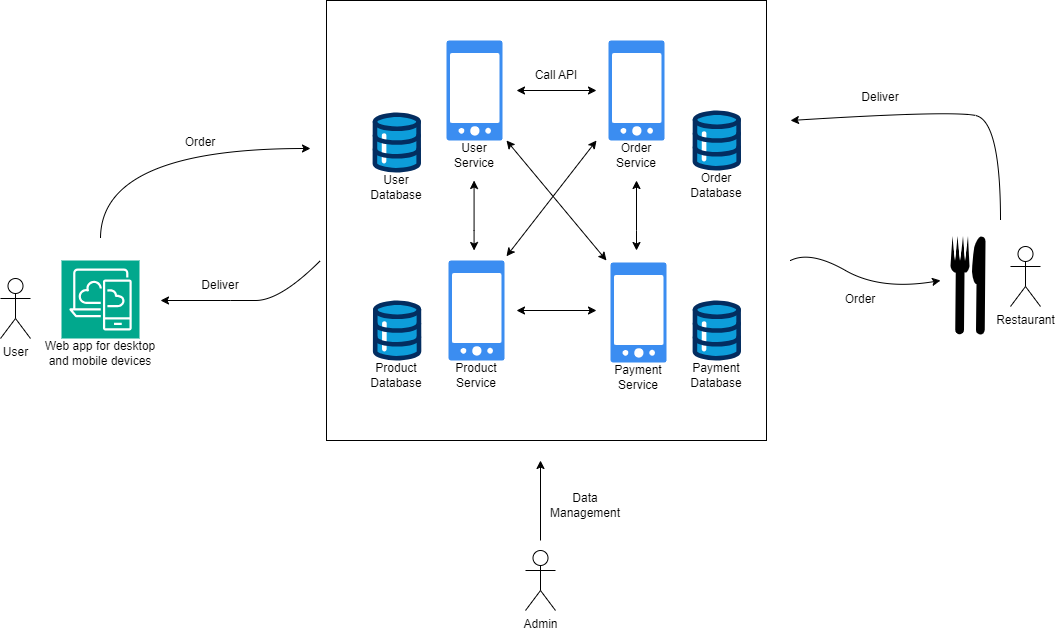 Call API
User
Service
Order
Service
User
Database
Order
Database
Order
Deliver
Deliver
Order
User
Web app for desktop
and mobile devices
Restaurant
Product
Database
Product
Service
Payment
Service
Payment
Database
Data
Management
Admin